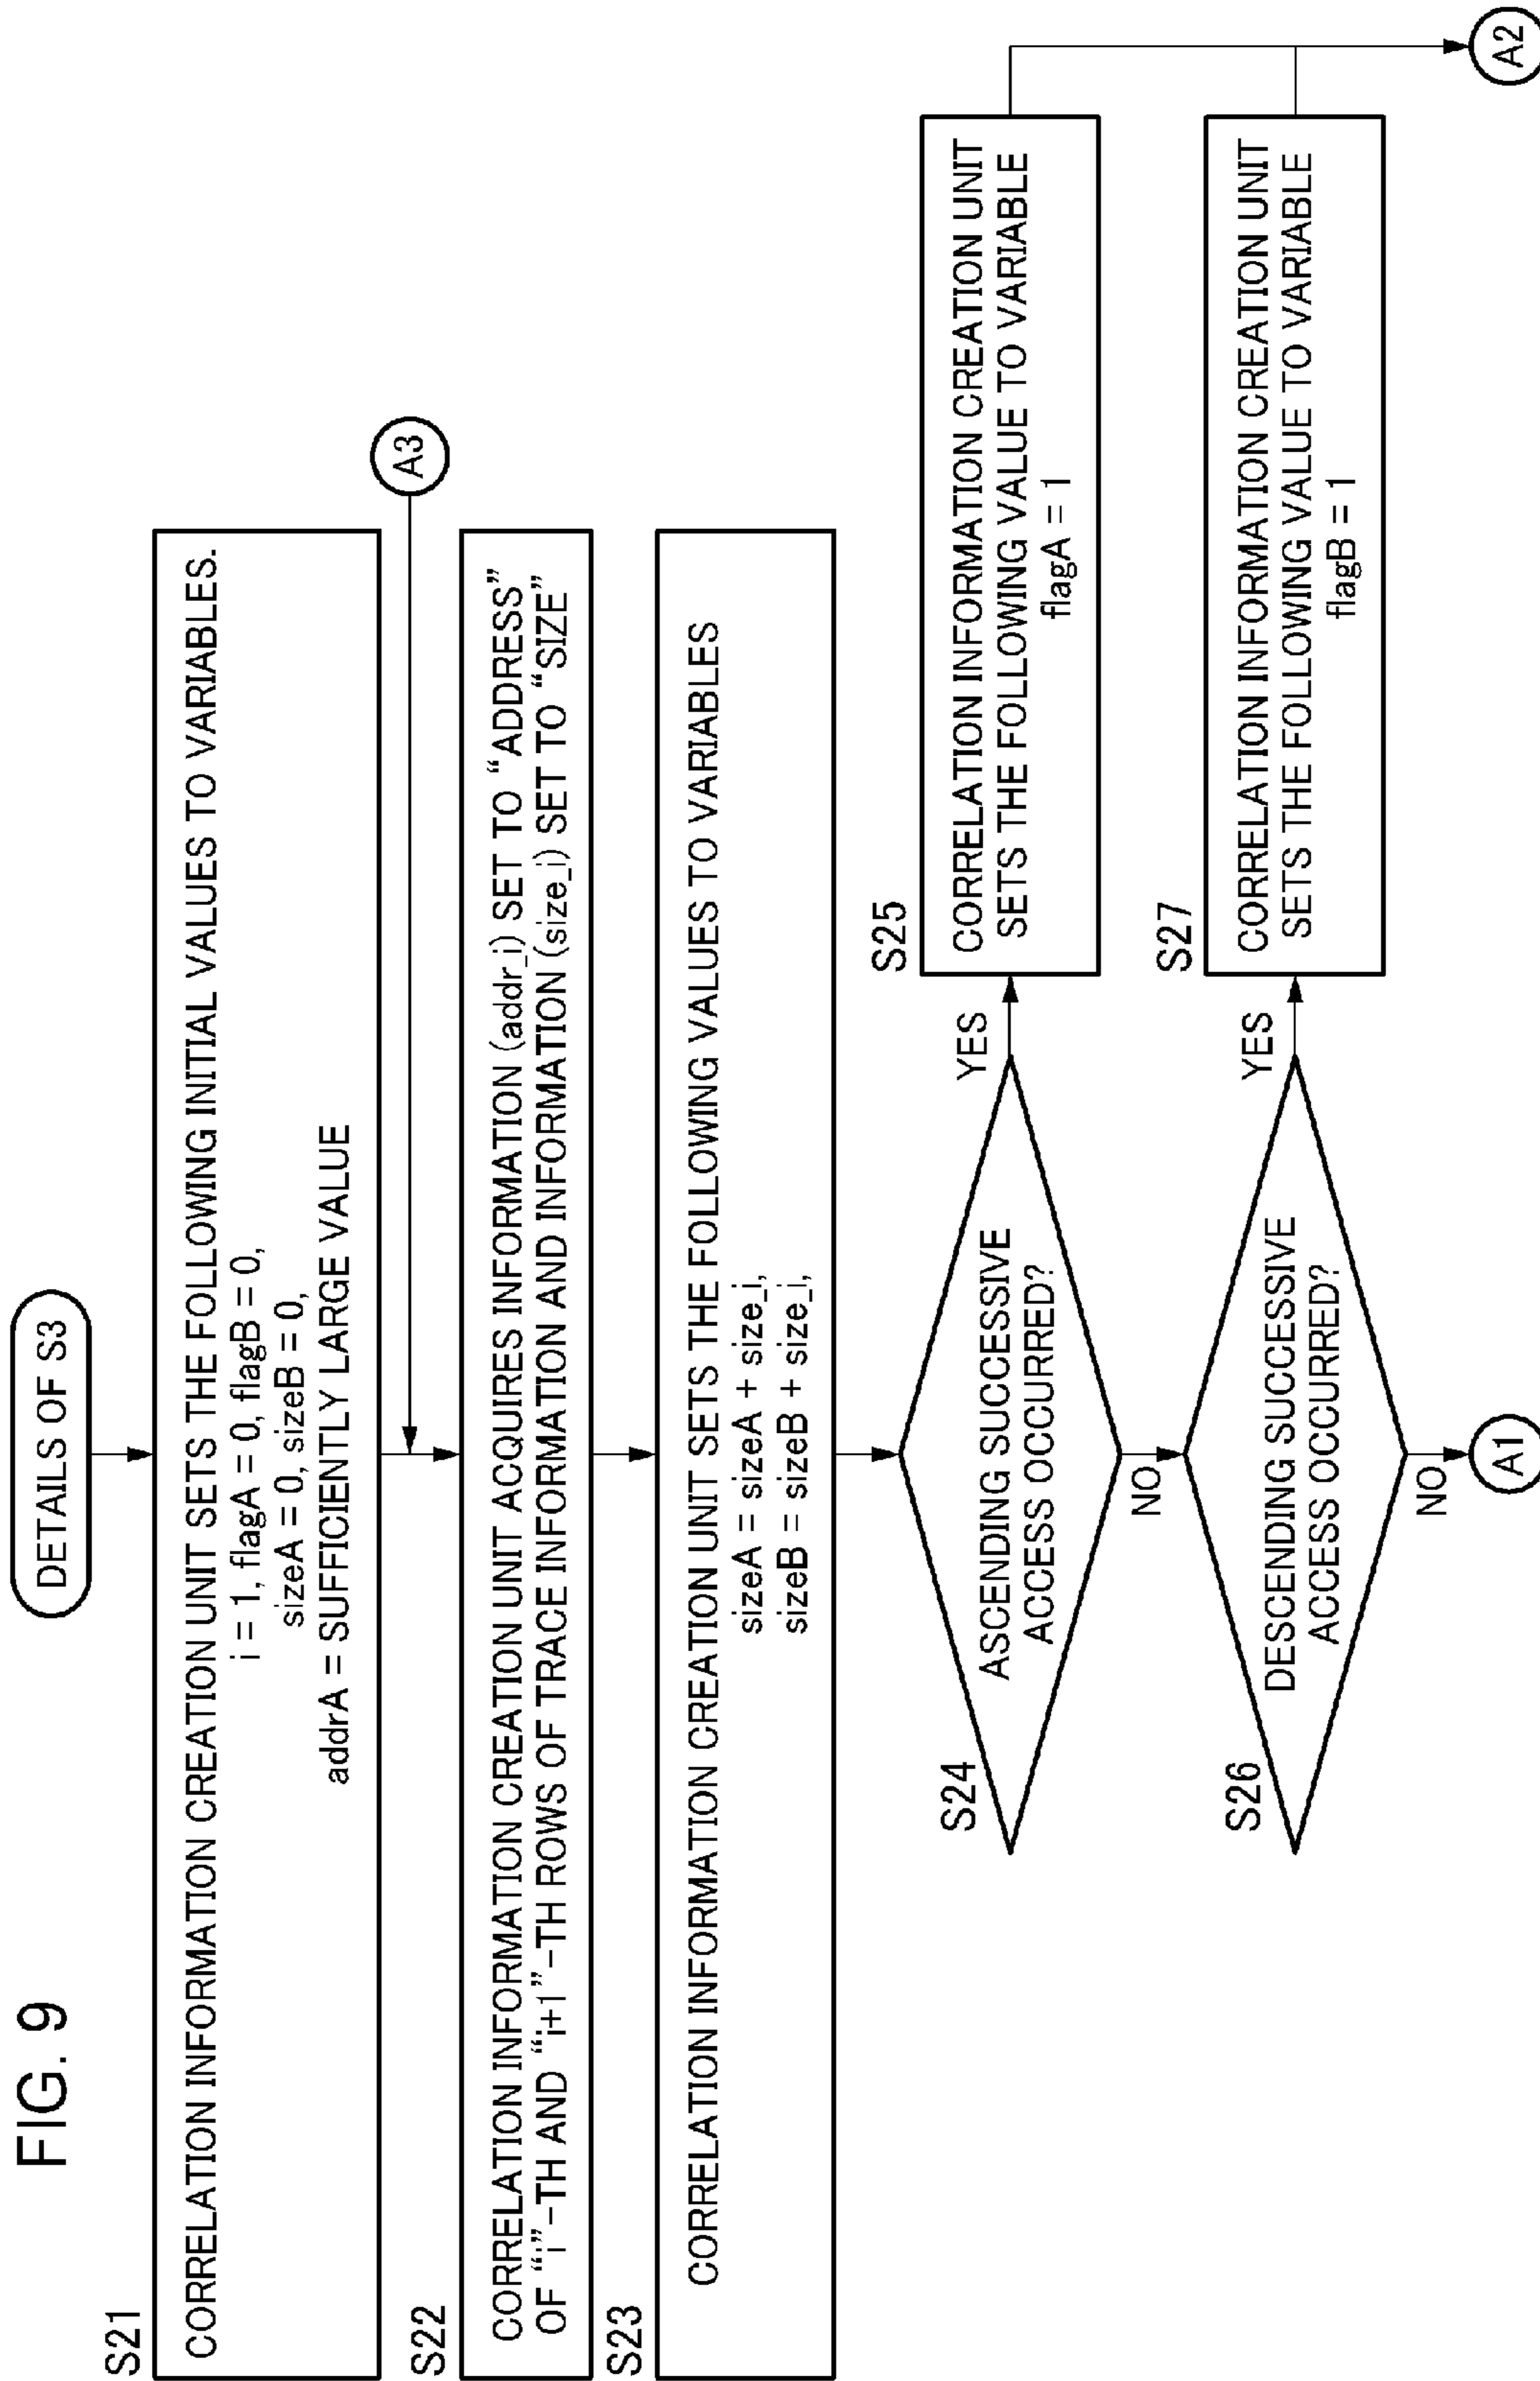 FIG. 9
DETAILS OF S3
S21
CORRELATION INFORMATION CREATION UNIT SETS THE FOLLOWING INITIAL VALUES TO VARIABLES.
i = 1, flagA = 0, flagB = 0,
sizeA = 0, sizeB = 0,
addrA = SUFFICIENTLY LARGE VALUE
A3
S22
CORRELATION INFORMATION CREATION UNIT ACQUIRES INFORMATION (addr_i) SET TO “ADDRESS”
OF “i”-TH AND “i+1”-TH ROWS OF TRACE INFORMATION AND INFORMATION (size_i) SET TO “SIZE”
S23
CORRELATION INFORMATION CREATION UNIT SETS THE FOLLOWING VALUES TO VARIABLES
sizeA = sizeA + size_i,
sizeB = sizeB + size_i,
S24
ASCENDING SUCCESSIVE
ACCESS OCCURRED?
YES
NO
S25
CORRELATION INFORMATION CREATION UNIT
SETS THE FOLLOWING VALUE TO VARIABLE
flagA = 1
S26
DESCENDING SUCCESSIVE
ACCESS OCCURRED?
YES
NO
S27
CORRELATION INFORMATION CREATION UNIT
SETS THE FOLLOWING VALUE TO VARIABLE
flagB = 1
A1
A2